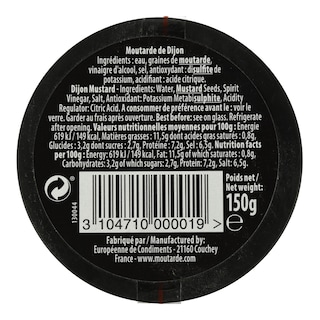 Moutarde de Dijon
Ingrédients : eau, graines de moutarde,
vinaigre d'alcool, sel, antioxydant : disulfite de
potassium, acidifiant : acide citrique.
Dijon Mustard - Ingredients: Water, Mustard Seeds, Spirit
Vinegar, Salt, Antioxidant: Potassium Metabisulphite, Acidity
Regulator: Citric Acid. A consommer de préférence avant le : voir le
verre. Garder au frais après ouverture. Best before: see on glass. Refrigerate
after opening. Valeurs nutritionnelles moyennes pour 100g : Energie
619 kJ / 149 kcal, Matières grasses : 11,5g dont acides gras saturés : 0,8g,
Glucides : 3,2g dont sucres : 2,7g, Protéines : 7,2g, Sel : 6,5g. Nutrition facts
per 100g : Energy: 619 kJ / 149 kcal, Fat: 11,5g of which saturates : 0,8g,
Carbohydrates: 3,2g of which sugars: 2,7g, Protein: 7,2g, Salt: 6,5g.
130044
3 104710 000019 >
Poids net /
Net weight:
150g
e
Fabriqué par / Manufactured by:
Européenne de Condiments - 21160 Couchey
France - www.moutarde.com